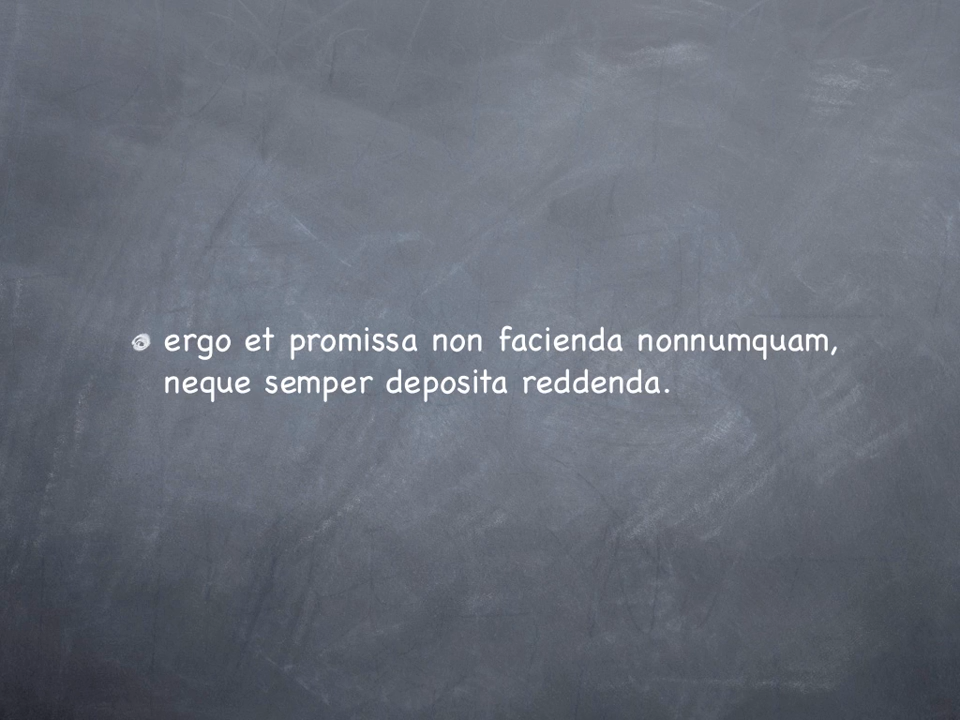 ergo et promissa non facienda nonnumquam,
neque semper deposita reddenda.